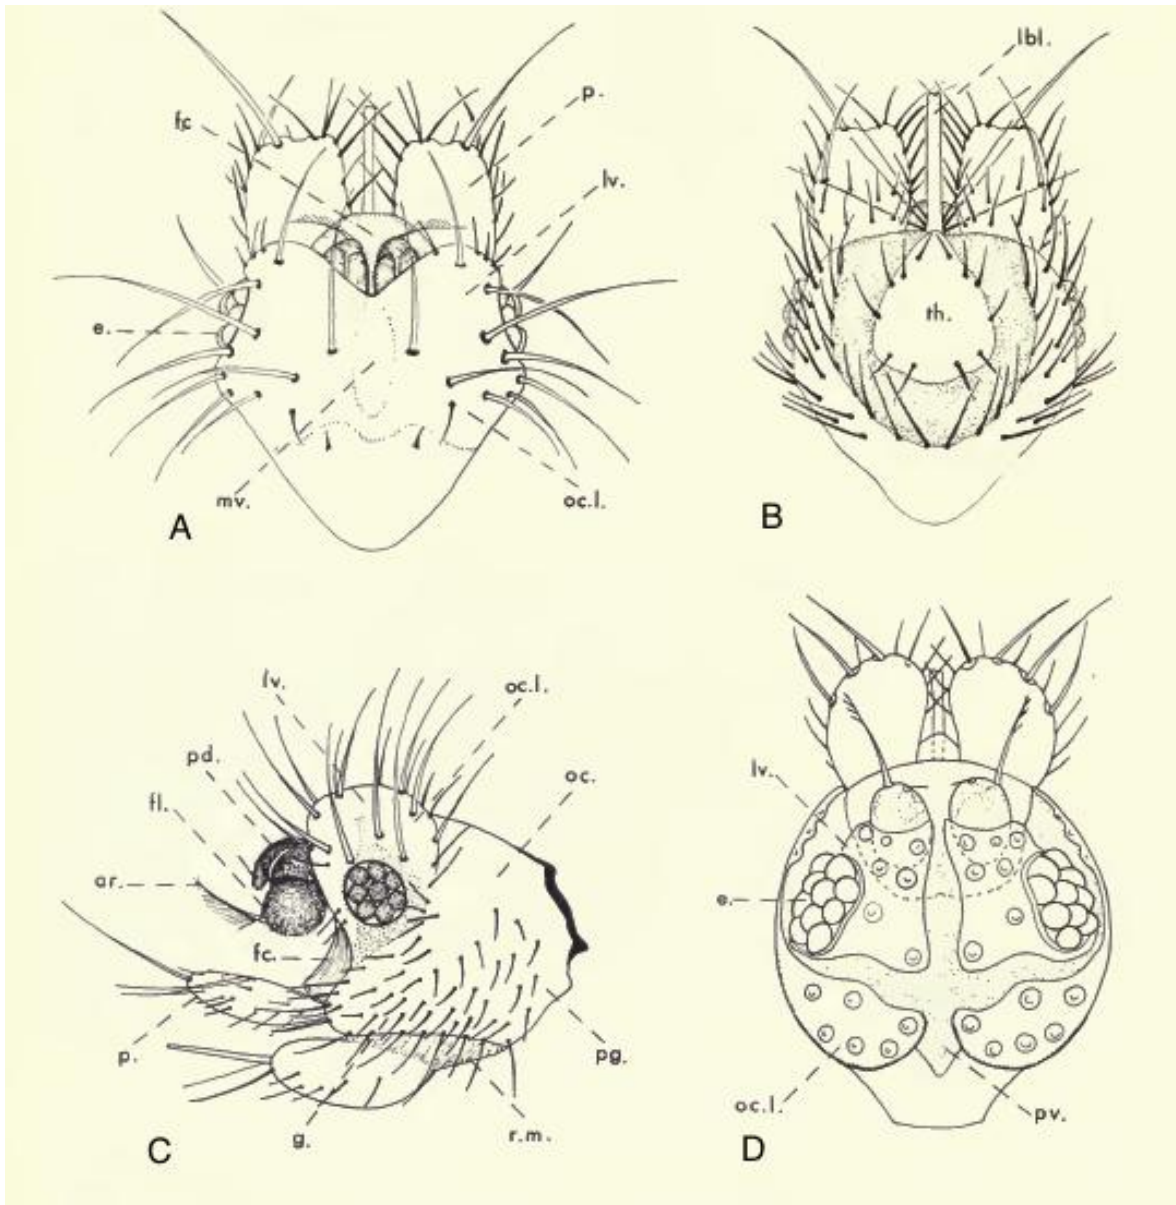 fc
p.
lv.
e.
mv.
oc.l.
A
lbl.
th.
B
lv.
oc.l.
pd.
oc.
fl.
ar.
fc.
p.
pg.
g.
r.m.
C
lv.
e.
oc.l.
pv.
D